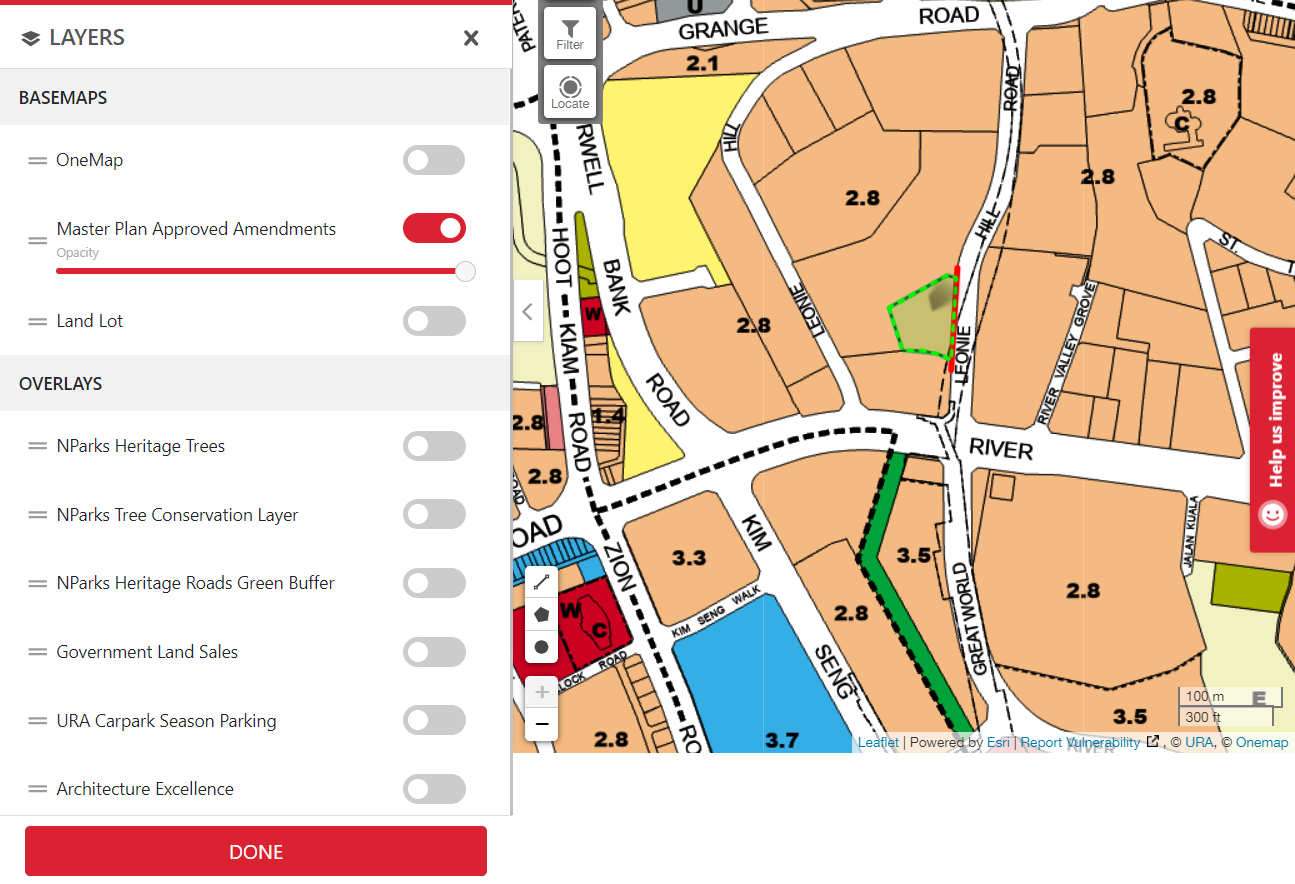 LAYERS
BASEMAPS
OneMap
Master Plan Approved Amendments
Opacity
Land Lot
OVERLAYS
NParks Heritage Trees
NParks Tree Conservation Layer
NParks Heritage Roads Green Buffer
Government Land Sales
URA Carpark Season Parking
Architecture Excellence
DONE
Filter
Locate
U
GRANGE ROAD
2.1
PATER
RWELL
BANK
ROAD
HOOT KIAM ROAD
LEONIE HILL
LEONIE HILL ROAD
2.8
2.8
2.8
C
2.8
ST.
W
1.4
2.8
2.8
OAD
ROAD
RIVER VALLEY GROVE
RIVER
JALAN KUALA
ZION RO
KIM SENG
KIM SENG WALK
3.3
3.5
2.8
2.8
GREAT WORLD
W
C
LOCK ROAD
2.8
3.7
3.5
E
RIVER
100 m
300 ft
Leaflet | Powered by Esri | Report Vulnerability , © URA, © Onemap
Help us improve